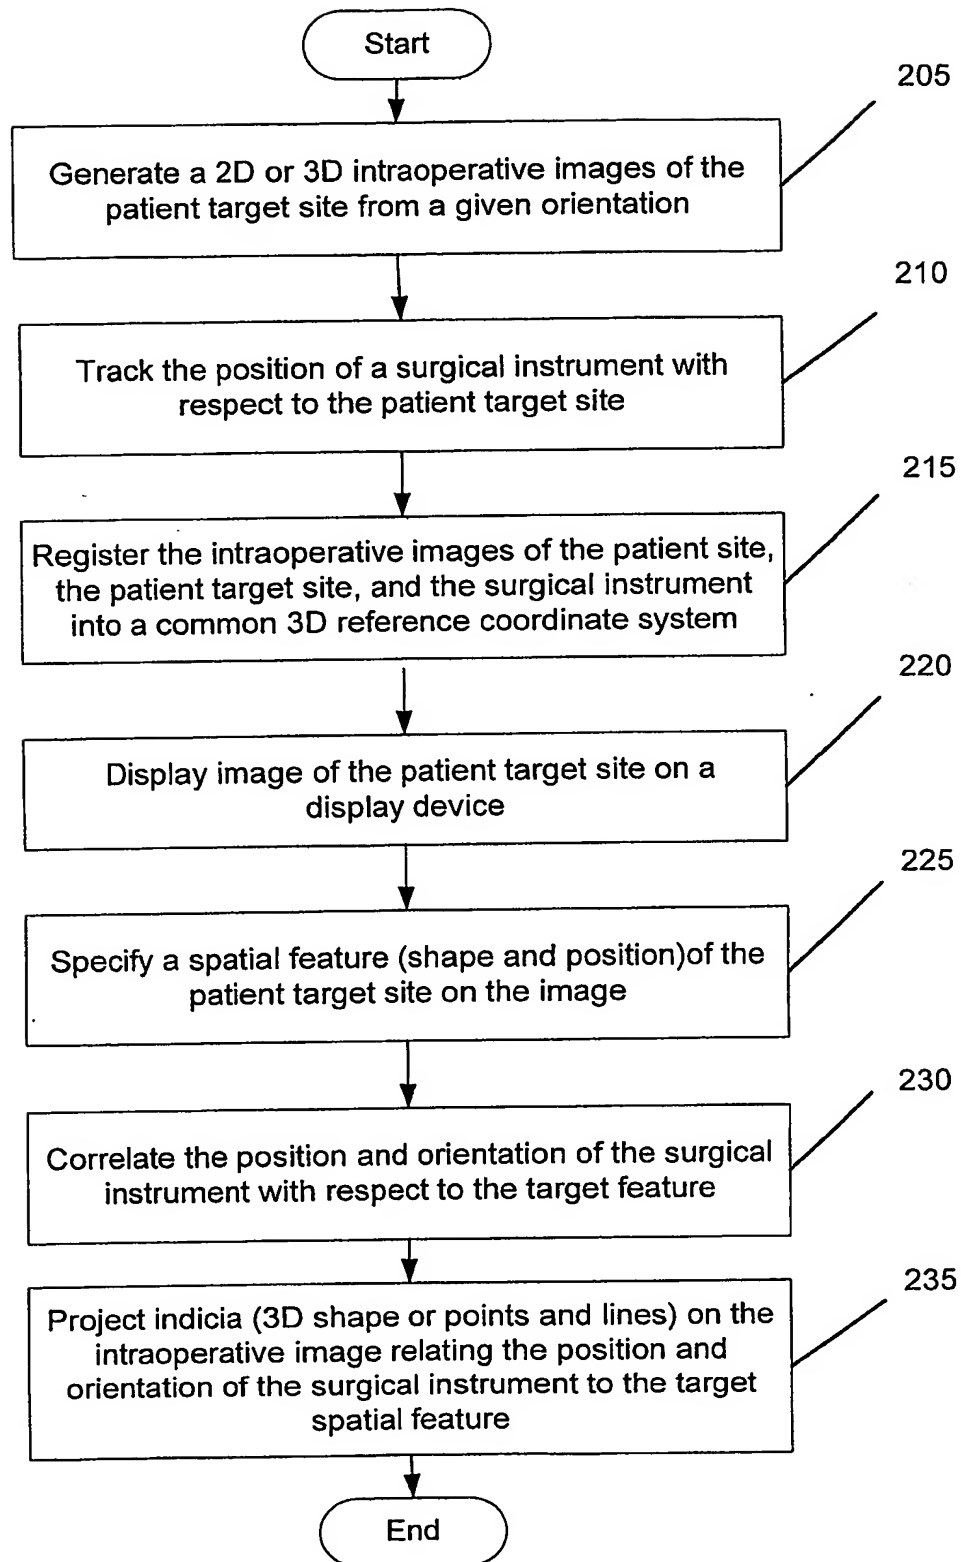 Start
205
Generate a 2D or 3D intraoperative images of the
patient target site from a given orientation
210
Track the position of a surgical instrument with
respect to the patient target site
215
Register the intraoperative images of the patient site,
the patient target site, and the surgical instrument
into a common 3D reference coordinate system
220
Display image of the patient target site on a
display device
225
Specify a spatial feature (shape and position)of the
patient target site on the image
230
Correlate the position and orientation of the surgical
instrument with respect to the target feature
235
Project indicia (3D shape or points and lines) on the
intraoperative image relating the position and
orientation of the surgical instrument to the target
spatial feature
End